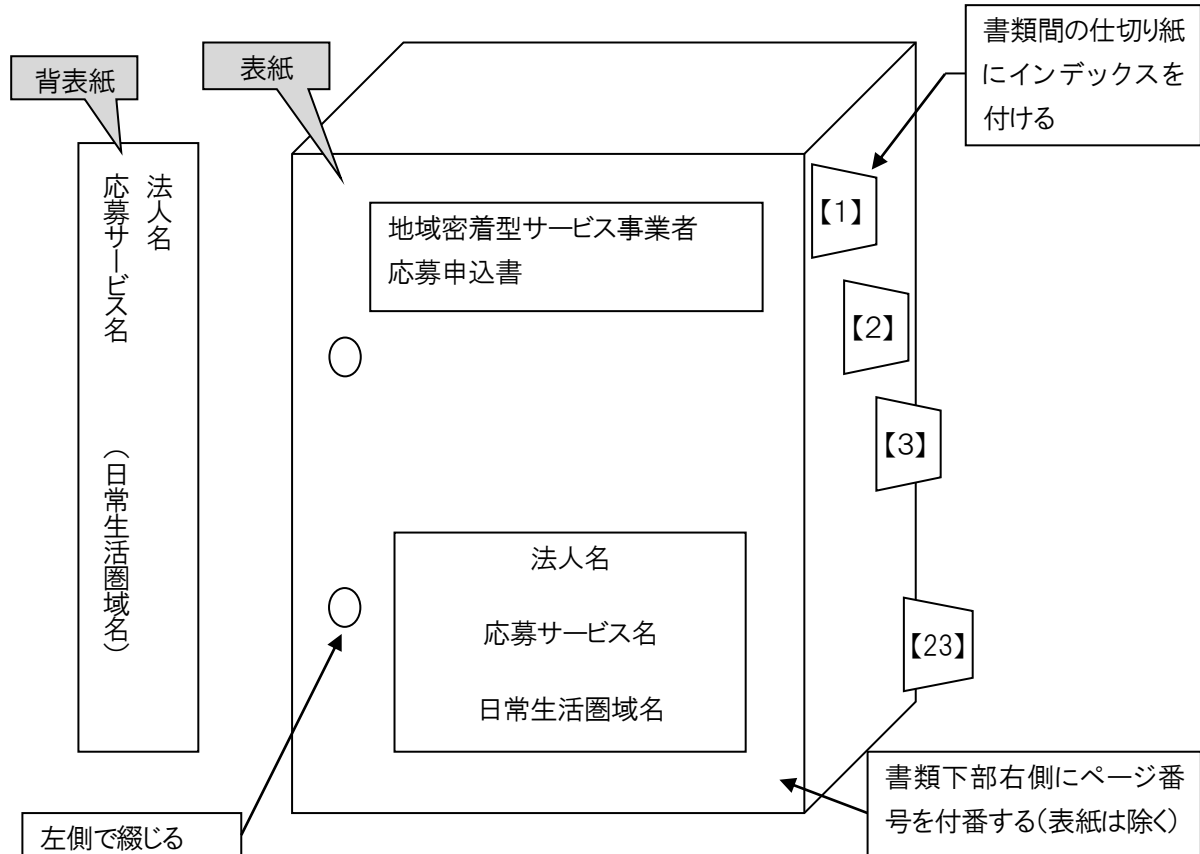 書類間の仕切り紙
にインデックスを
付ける
背表紙
表紙
法人名
応募サービス名　　（日常生活圏域名）
地域密着型サービス事業者
応募申込書
【1】
【2】
【3】
【23】
法人名
応募サービス名
日常生活圏域名
左側で綴じる
書類下部右側にページ番
号を付番する（表紙は除く）